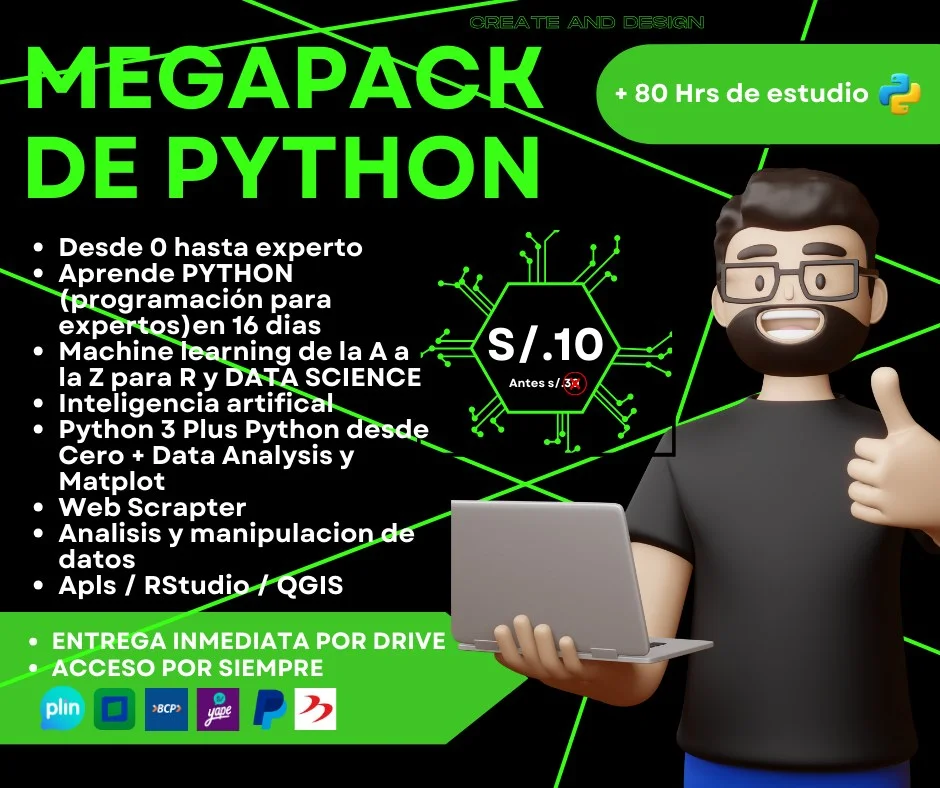 CREATE AND DESIGN
MEGAPACK
DE PYTHON
+ 80 Hrs de estudio
• Desde 0 hasta experto
• Aprende PYTHON
(programación para
expertos)en 16 dias
• Machine learning de la A a
la Z para R y DATA SCIENCE
• Inteligencia artifical
• Python 3 Plus Python desde
Cero + Data Analysis y
Matplot
• Web Scrapter
• Analisis y manipulacion de
datos
• Apls / RStudio / QGIS
S/.10
Antes s/.
• ENTREGA INMEDIATA POR DRIVE
• ACCESO POR SIEMPRE
plin
BCP
yape